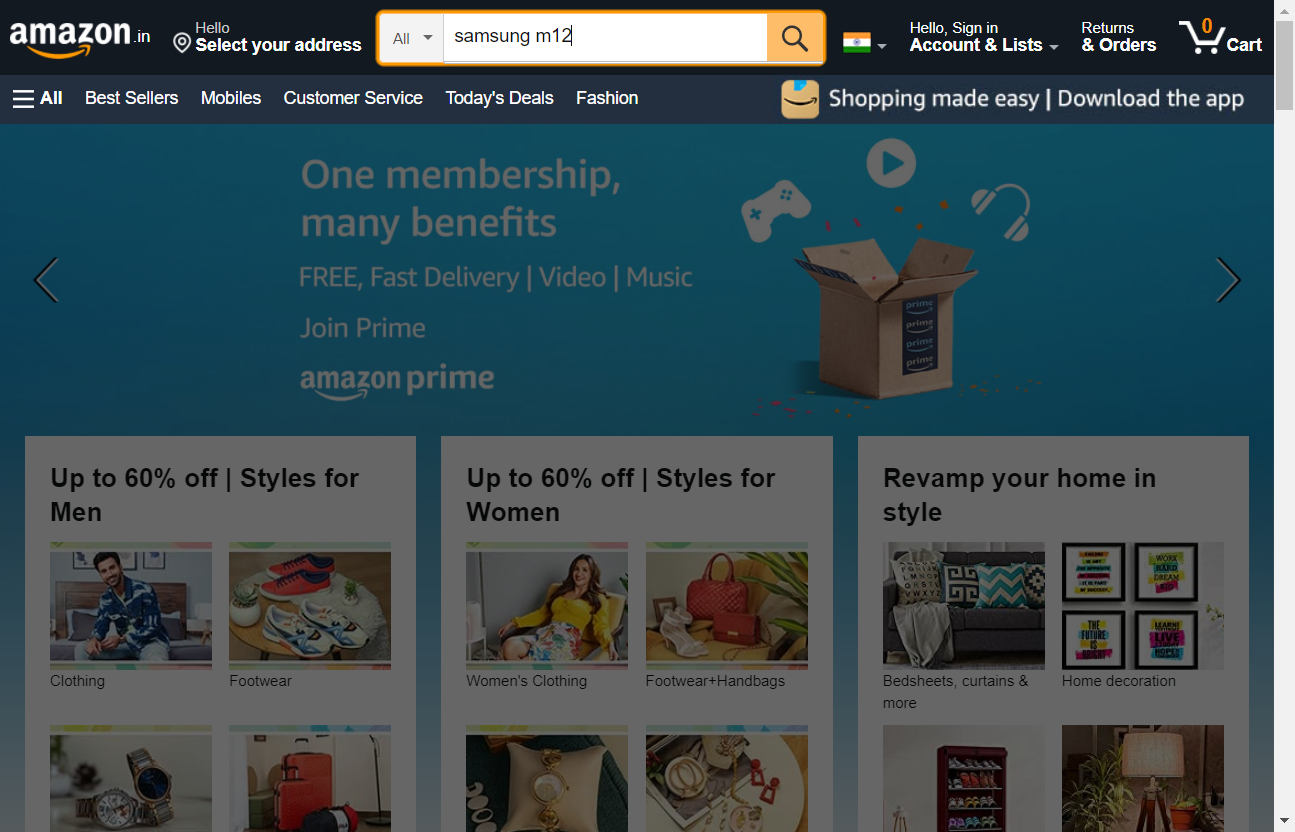 amazon.in
Hello
Select your address
All
samsung m12
Hello, Sign in
Account & Lists
Returns
& Orders
0
Cart
All
Best Sellers
Mobiles
Customer Service
Today's Deals
Fashion
Shopping made easy | Download the app
One membership,
many benefits
FREE, Fast Delivery | Video | Music
Join Prime
amazon prime
prime
prime
prime
prime
Up to 60% off | Styles for
Men
Clothing
Footwear
Up to 60% off | Styles for
Women
Women's Clothing
Footwear+Handbags
Revamp your home in
style
Bedsheets, curtains &
more
Home decoration
WORK
HARD
DREAM
BIG
THE
FUTURE
IS
BRIGHT